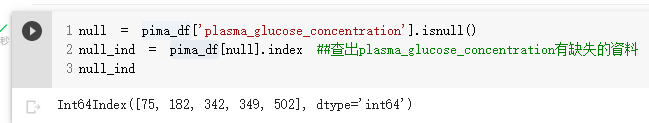 秒
1 null = pima_df['plasma_glucose_concentration'].isnull()
2 null_ind = pima_df[null].index ##查出plasma_glucose_concentration有缺失的資料
3 null_ind
Int64Index([75, 182, 342, 349, 502], dtype='int64')